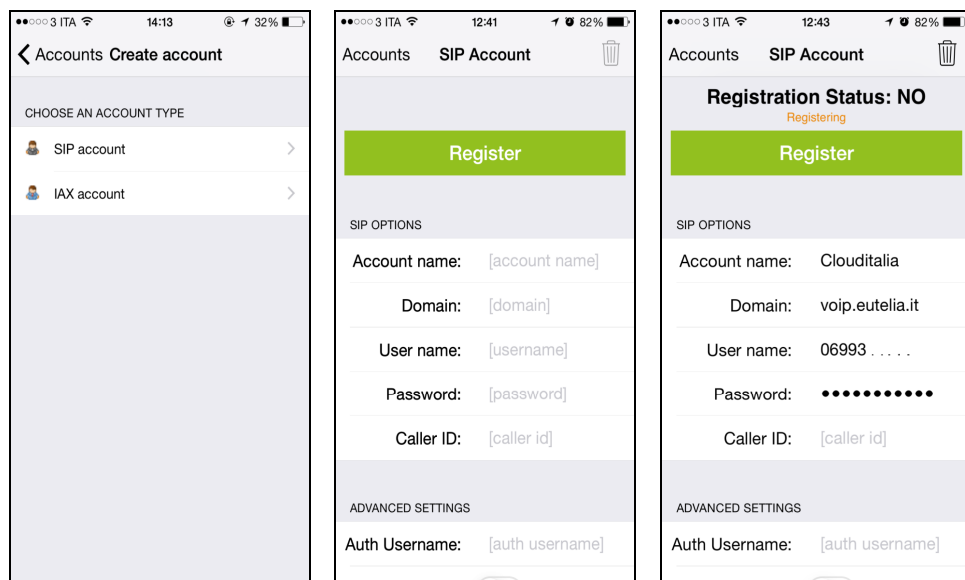 3 ITA 14:13 32%
Accounts Create account
CHOOSE AN ACCOUNT TYPE
SIP account
IAX account
3 ITA 12:41 82%
Accounts SIP Account
Register
SIP OPTIONS
Account name: [account name]
Domain: [domain]
User name: [username]
Password: [password]
Caller ID: [caller id]
ADVANCED SETTINGS
Auth Username: [auth username]
3 ITA 12:43 82%
Accounts SIP Account
Registration Status: NO
Registering
Register
SIP OPTIONS
Account name: Clouditalia
Domain: voip.eutelia.it
User name: 06993 . . . . .
Password: •••••••••••
Caller ID: [caller id]
ADVANCED SETTINGS
Auth Username: [auth username]